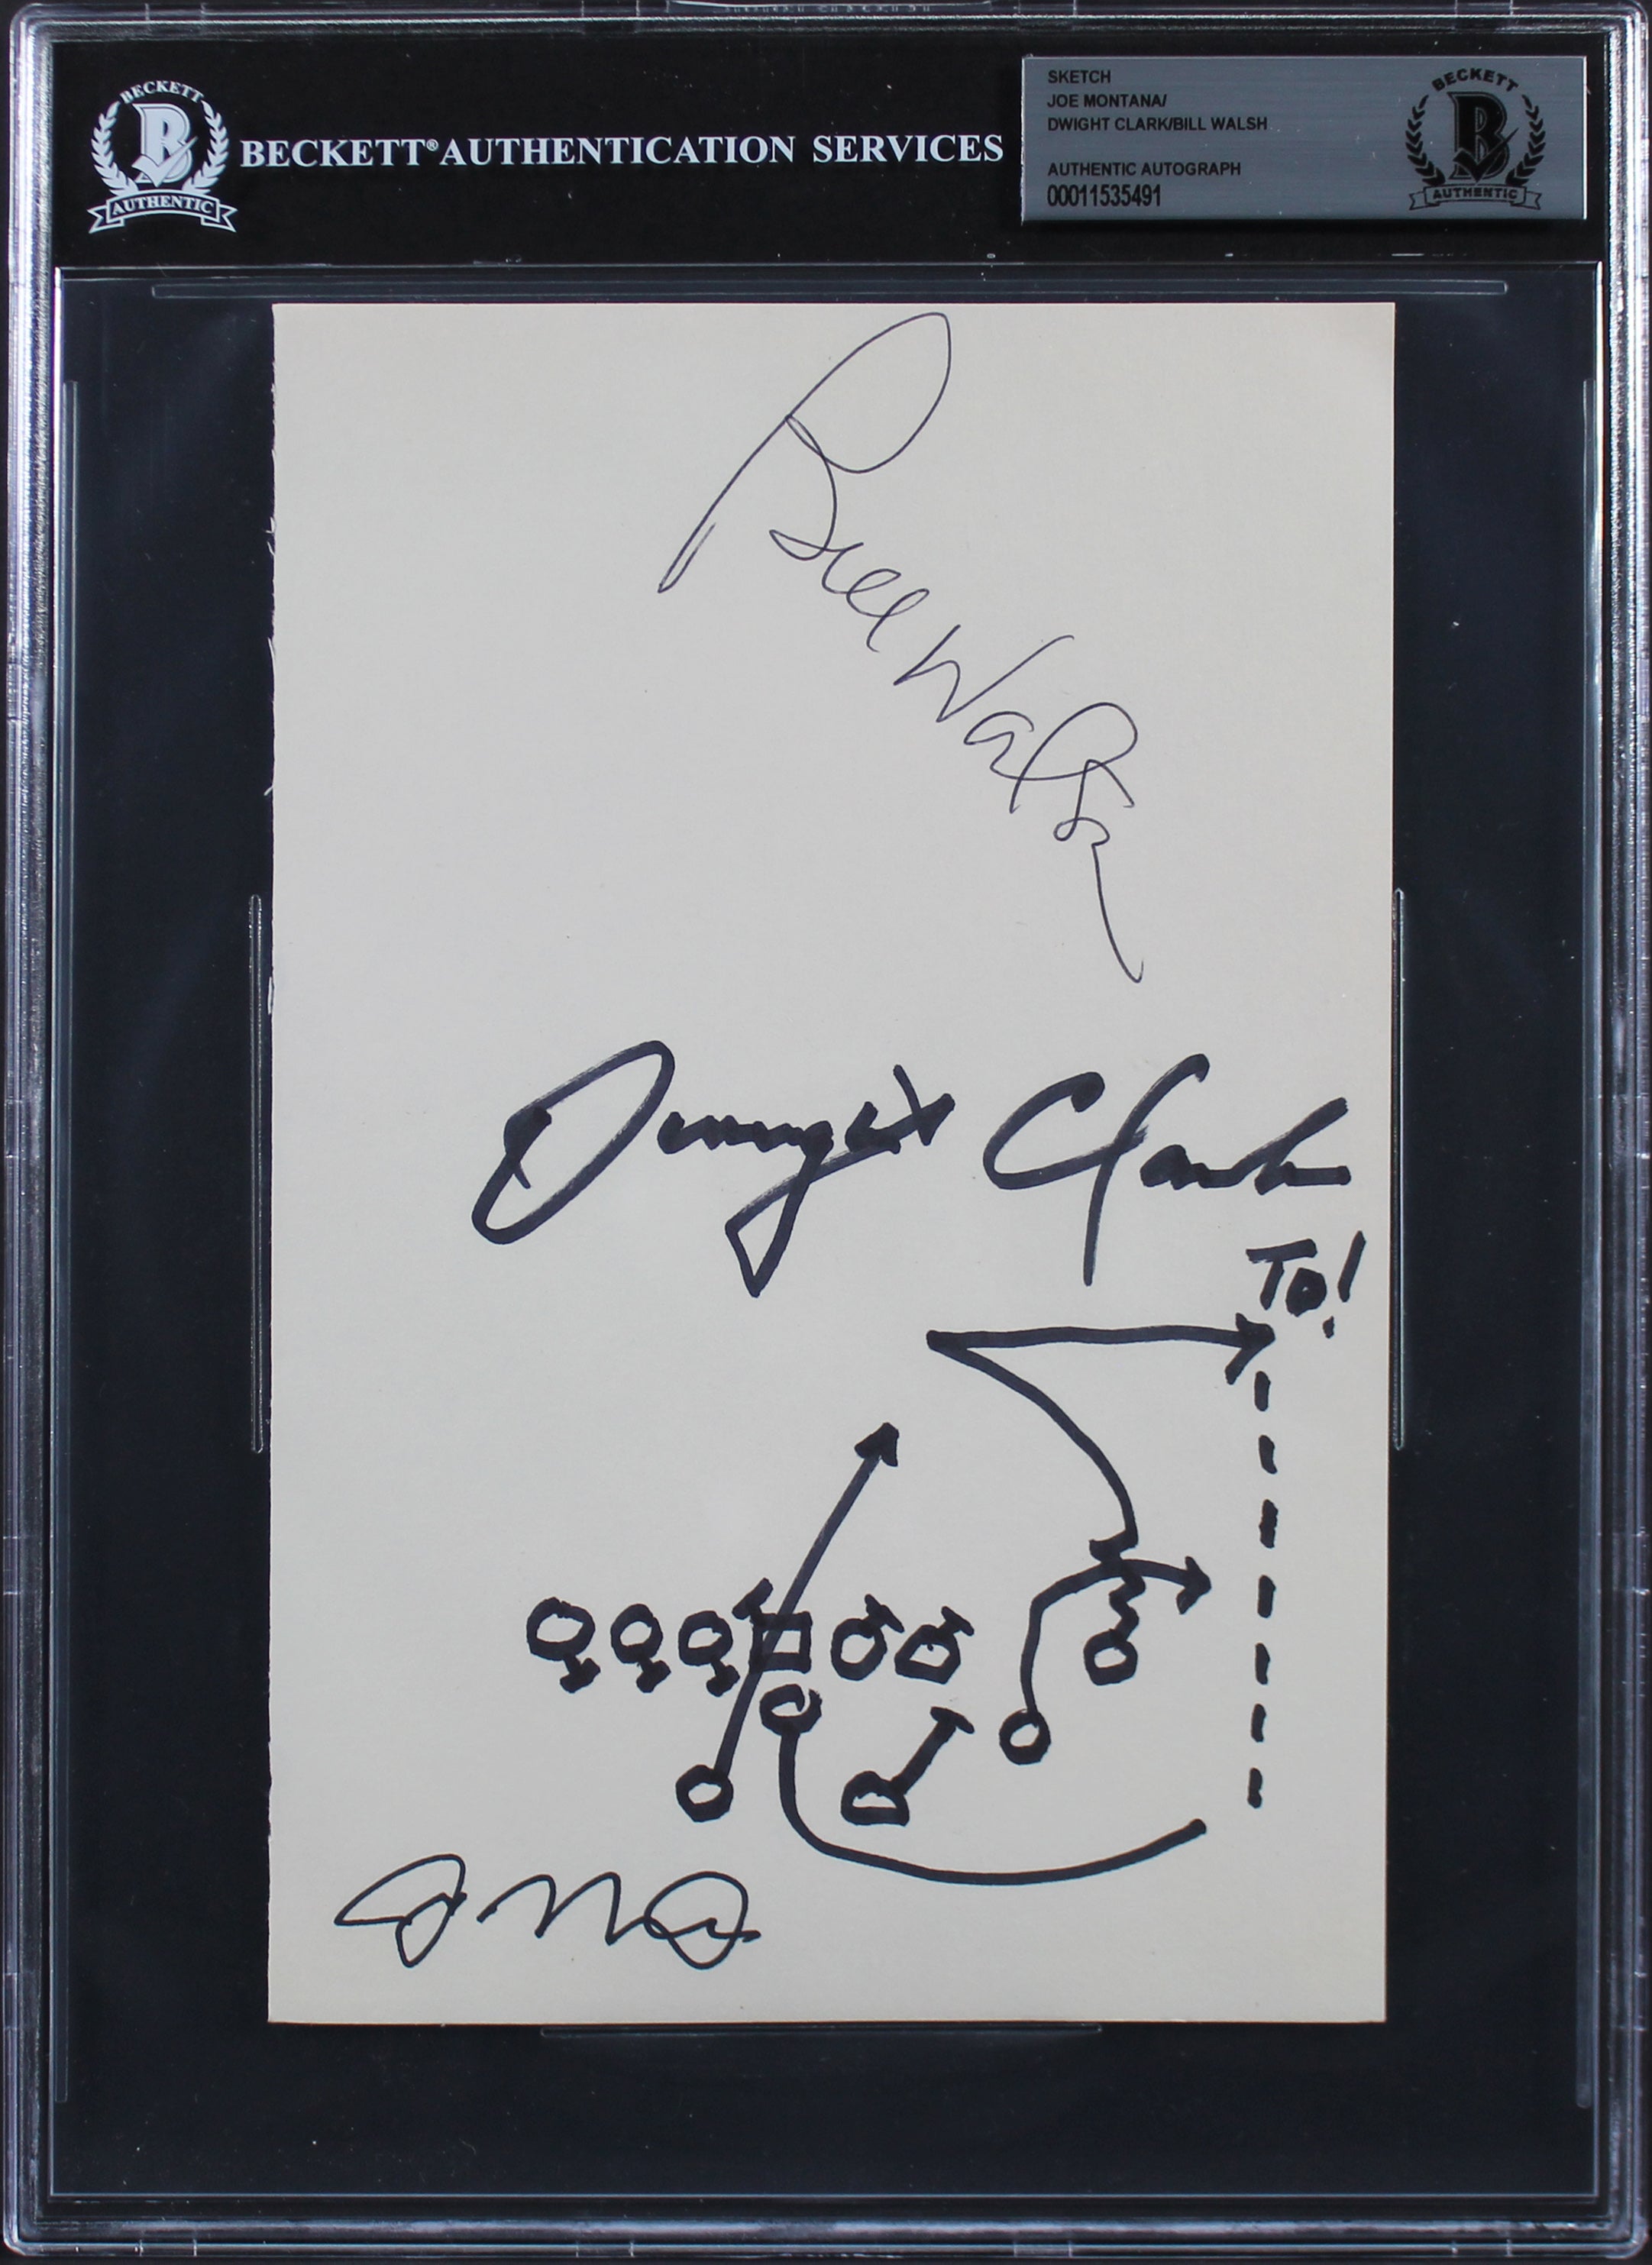 BECKETT
B
AUTHENTIC
BECKETT® AUTHENTICATION SERVICES
SKETCH
JOE MONTANA/
DWIGHT CLARK/BILL WALSH
AUTHENTIC AUTOGRAPH
00011535491
BECKETT
B
AUTHENTIC
Bill Walsh
Dwight Clark
TD!